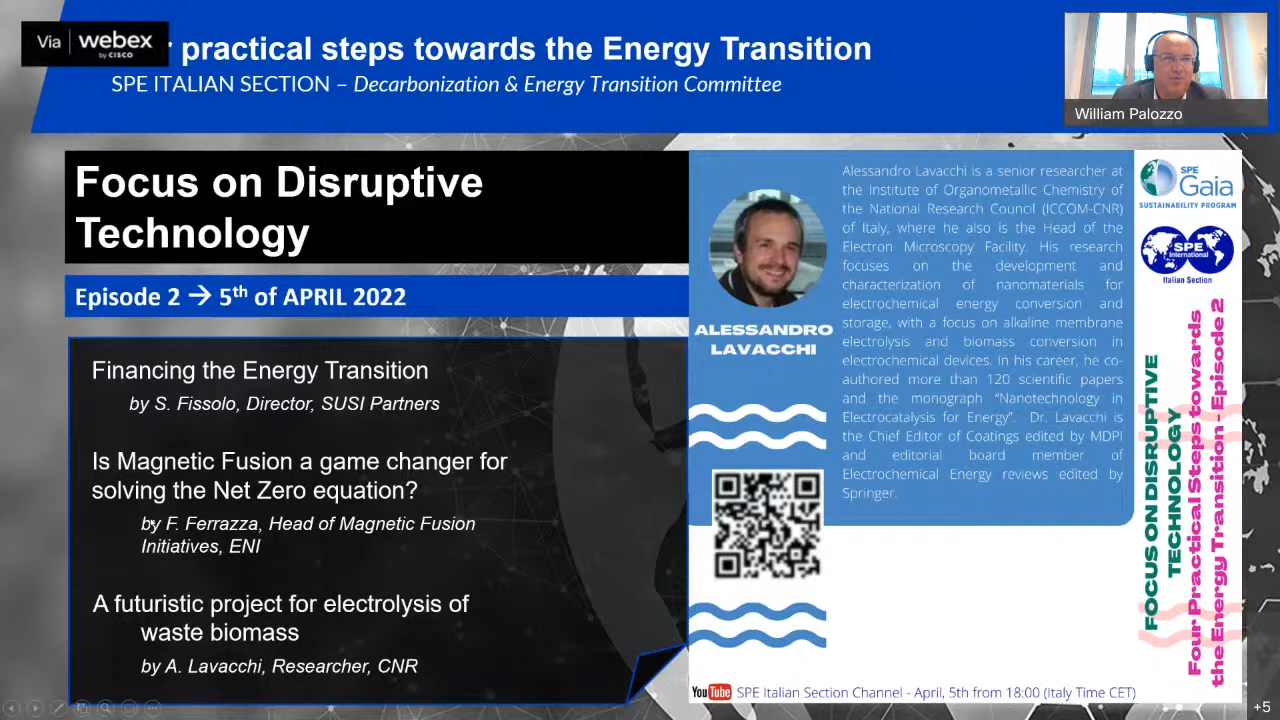 Via webex
by CISCO
r practical steps towards the Energy Transition
SPE ITALIAN SECTION – Decarbonization & Energy Transition Committee
William Palozzo
Focus on Disruptive
Technology
Episode 2 → 5th of APRIL 2022
Financing the Energy Transition
by S. Fissolo, Director, SUSI Partners
Is Magnetic Fusion a game changer for
solving the Net Zero equation?
by F. Ferrazza, Head of Magnetic Fusion
Initiatives, ENI
A futuristic project for electrolysis of
waste biomass
by A. Lavacchi, Researcher, CNR
ALESSANDRO
LAVACCHI
Alessandro Lavacchi is a senior researcher at
the Institute of Organometallic Chemistry of
the National Research Council (ICCOM-CNR)
of Italy, where he also is the Head of the
Electron Microscopy Facility. His research
focuses on the development and
characterization of nanomaterials for
electrochemical energy conversion and
storage, with a focus on alkaline membrane
electrolysis and biomass conversion in
electrochemical devices. In his career, he co-
authored more than 120 scientific papers
and the monograph "Nanotechnology in
Electrocatalysis for Energy". Dr. Lavacchi is
the Chief Editor of Coatings edited by MDPI
and editorial board member of
Electrochemical Energy reviews edited by
Springer.
SPE
Gaia
SUSTAINABILITY PROGRAM
SPE
International
Italian Section
FOCUS ON DISRUPTIVE
TECHNOLOGY
Four Practical Steps towards
the Energy Transition - Episode 2
YouTube SPE Italian Section Channel - April, 5th from 18:00 (Italy Time CET)
+5